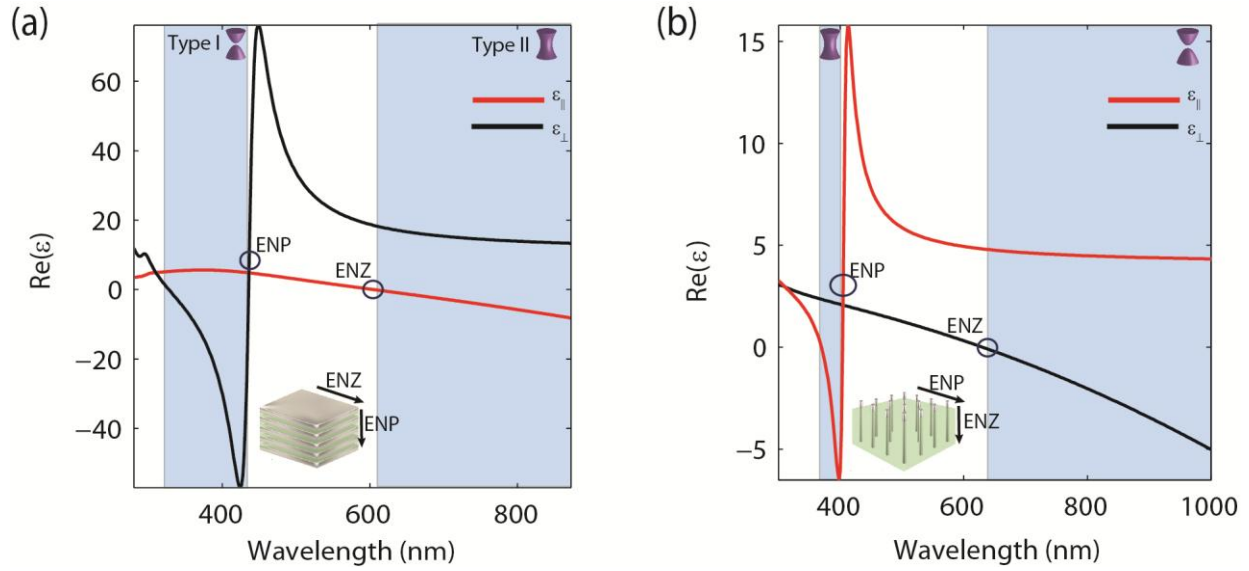 (a)
Type I
Type II
ε∥
ε⊥
60
40
20
0
−20
−40
Re(ε)
ENP
ENZ
ENZ
ENP
400
600
800
Wavelength (nm)
(b)
ε∥
ε⊥
15
10
5
0
−5
Re(ε)
ENP
ENZ
ENP
ENZ
400
600
800
1000
Wavelength (nm)